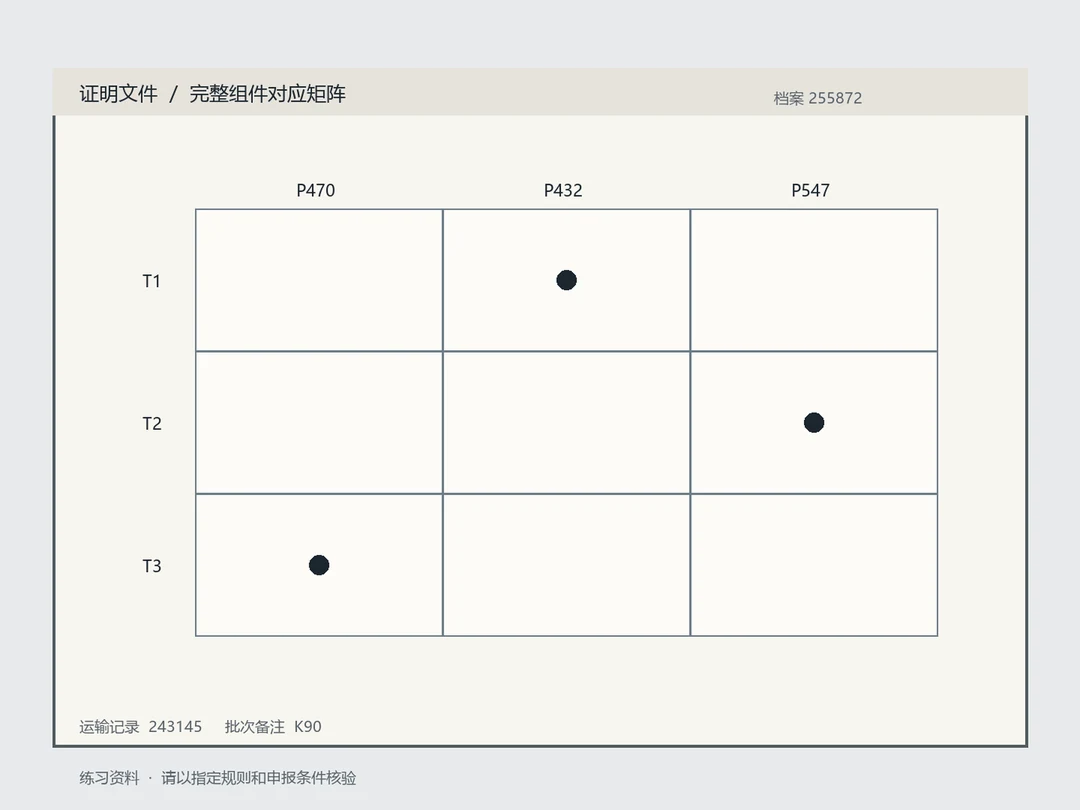 证明文件 / 完整组件对应矩阵
档案 255872
P470 P432 P547
T1
T2
T3
运输记录 243145 批次备注 K90
练习资料 · 请以指定规则和申报条件核验